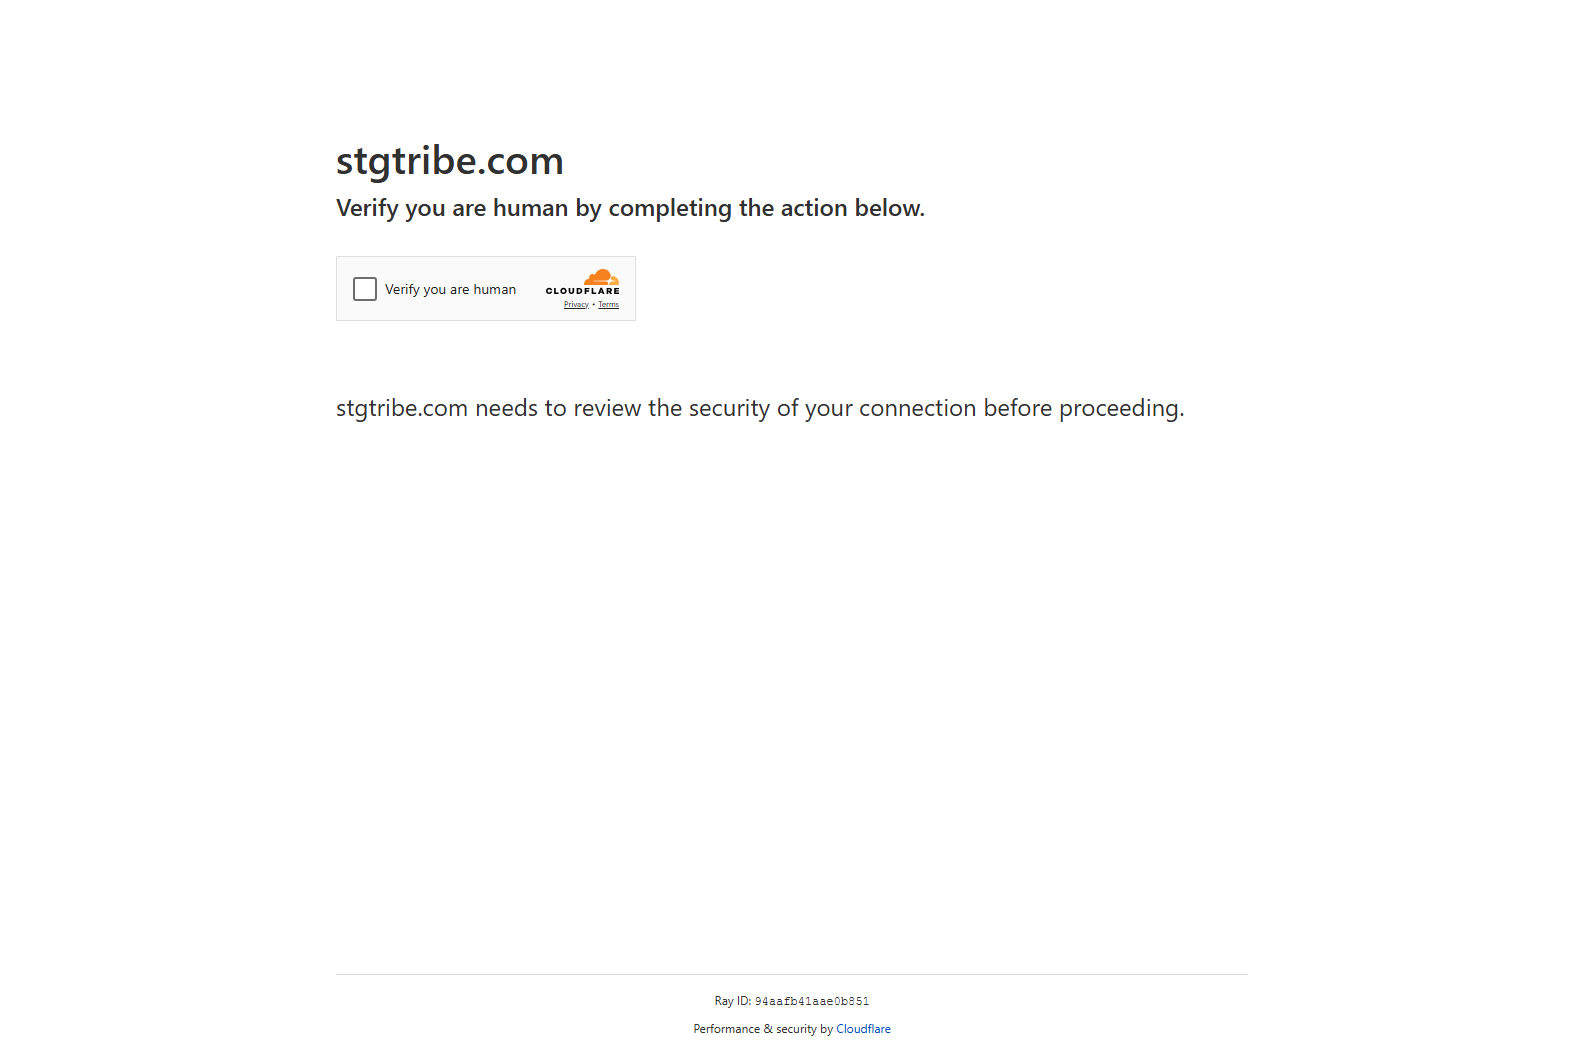 stgtribe.com
Verify you are human by completing the action below.
Verify you are human
CLOUDFLARE
Privacy • Terms
stgtribe.com needs to review the security of your connection before proceeding.
Ray ID: 94aafb41aae0b851
Performance & security by Cloudflare